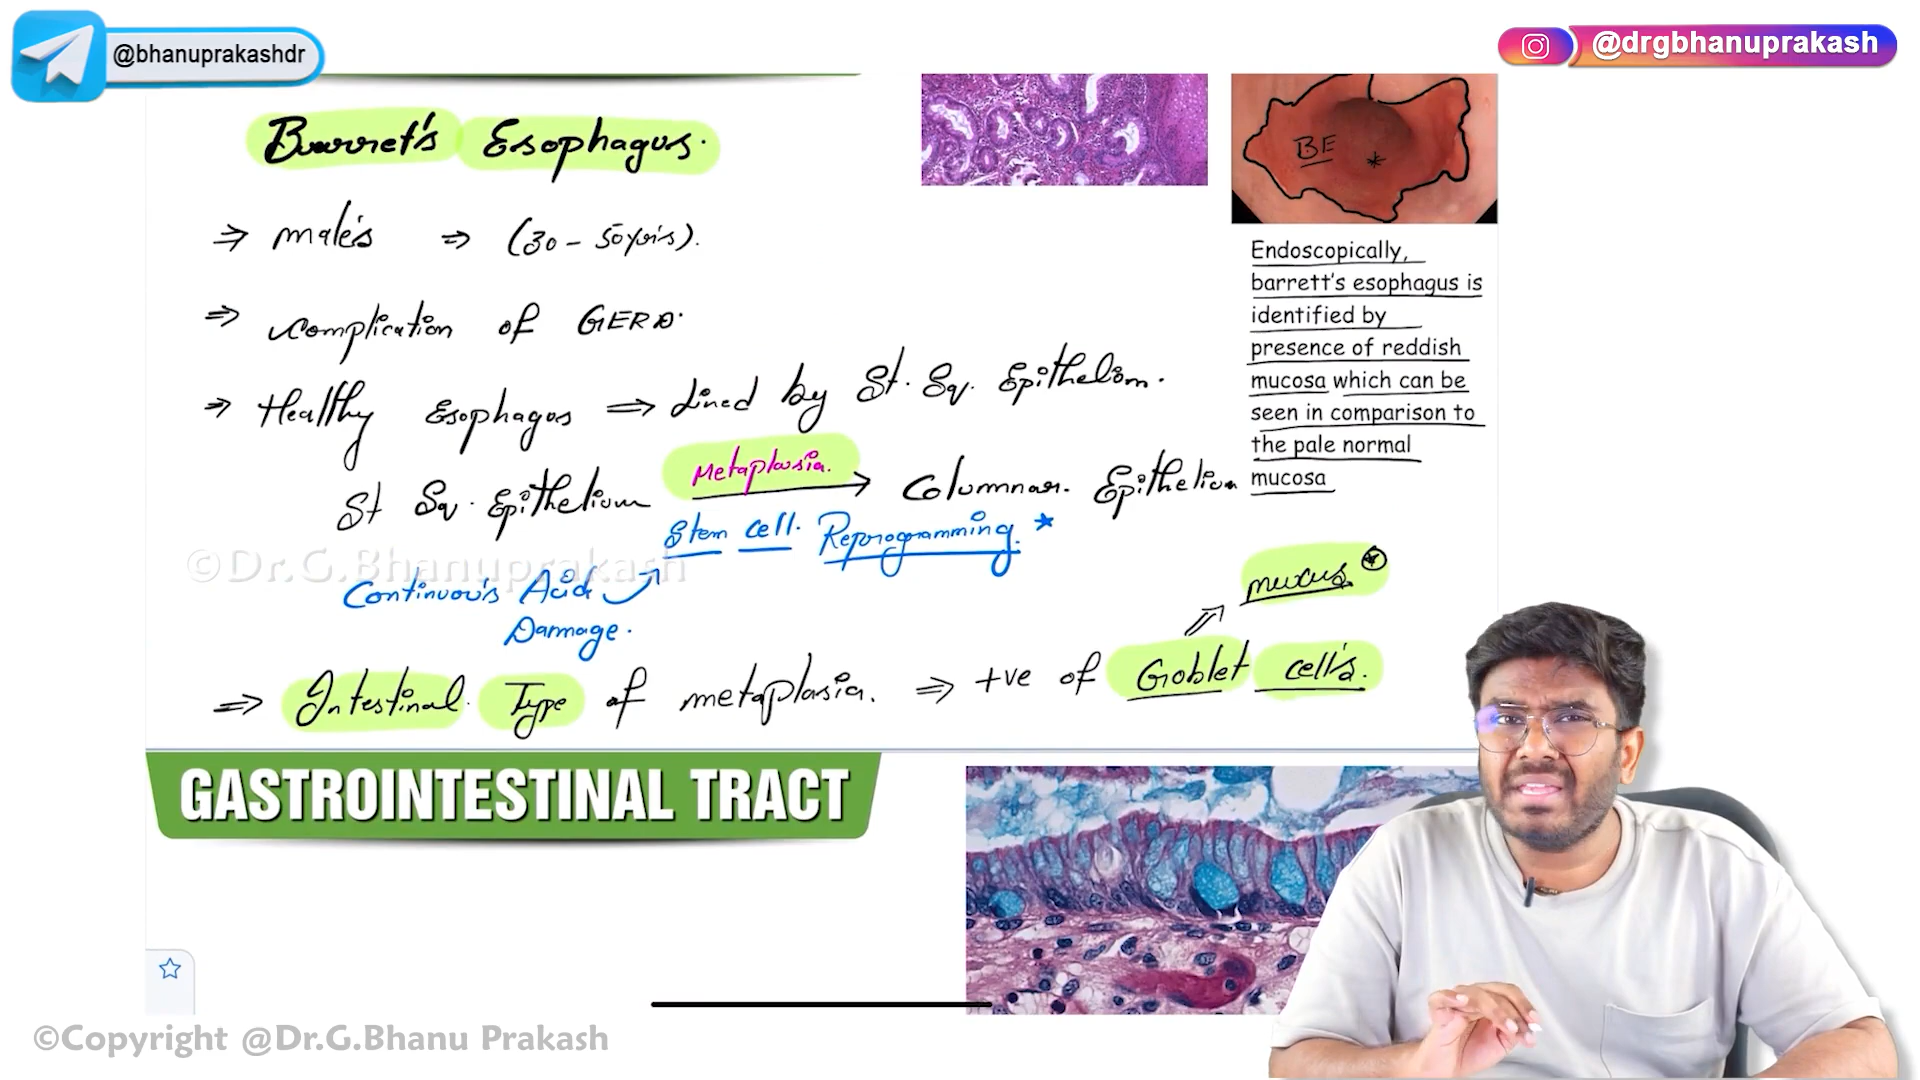 @bhanuprakashdr
@drgbhanuprakash
Barret's Esophagus.
⇒ males ⇒ (30 - 50yrs).
⇒ complication of GERD.
⇒ Healthy Esophagus ⇒ Lined by St. Sq. Epithelium.
St Sq. Epithelium Metaplasia → Columnar. Epithelium
Stem cell. Reprogramming. *
Continuous Acid
Damage.
⇒ Intestinal Type of metaplasia. ⇒ +ve of Goblet cells.
mucus *
BE
*
Endoscopically,
barrett's esophagus is
identified by
presence of reddish
mucosa which can be
seen in comparison to
the pale normal
mucosa
©Dr.G.Bhanuprakash
GASTROINTESTINAL TRACT
©Copyright @Dr.G.Bhanu Prakash